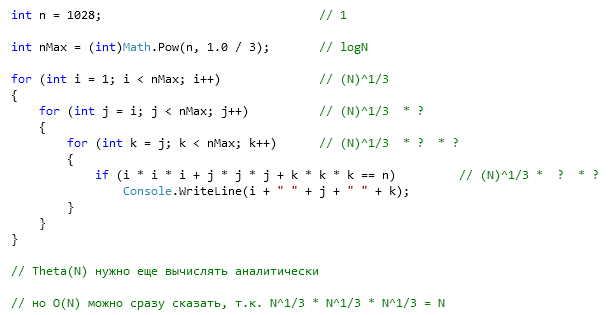 int n = 1028; // 1
int nMax = (int)Math.Pow(n, 1.0 / 3); // logN
for (int i = 1; i < nMax; i++) // (N)^1/3
{
for (int j = i; j < nMax; j++) // (N)^1/3 * ?
{
for (int k = j; k < nMax; k++) // (N)^1/3 * ? * ?
{
if (i * i * i + j * j * j + k * k * k == n) // (N)^1/3 * ? * ?
Console.WriteLine(i + " " + j + " " + k);
}
}
}
// Theta(N) нужно еще вычислять аналитически
// но O(N) можно сразу сказать, т.к. N^1/3 * N^1/3 * N^1/3 = N